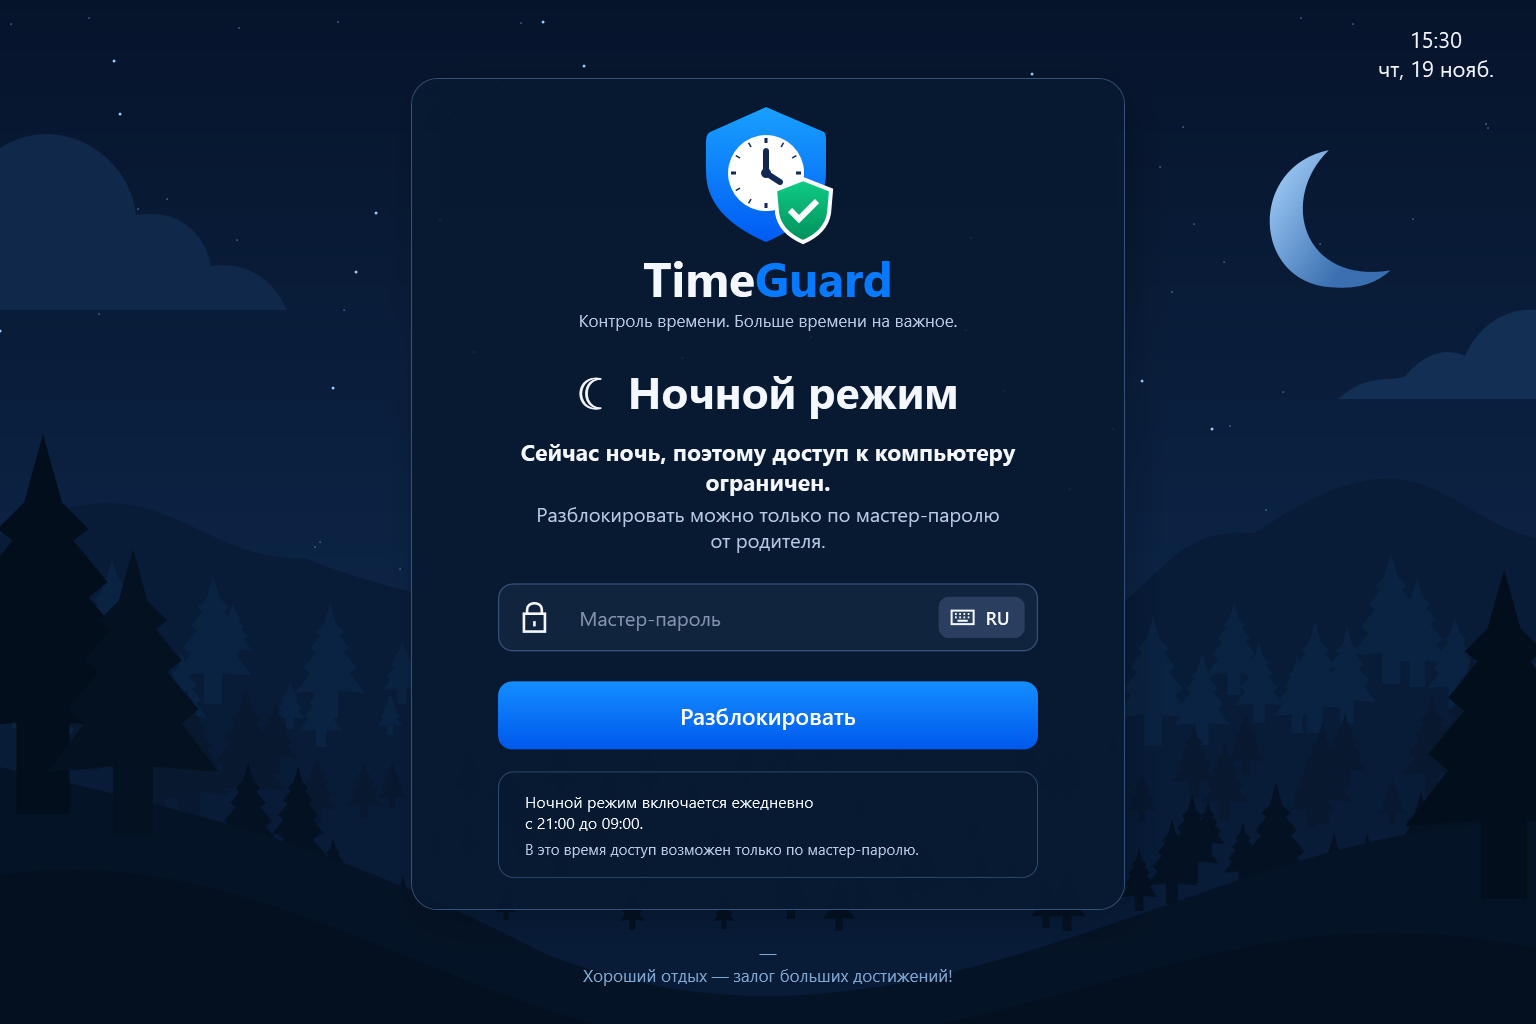 15:30
чт, 19 нояб.
TimeGuard
Контроль времени. Больше времени на важное.
☾ Ночной режим
Сейчас ночь, поэтому доступ к компьютеру
ограничен.
Разблокировать можно только по мастер-паролю
от родителя.
Мастер-пароль
RU
Разблокировать
Ночной режим включается ежедневно
с 21:00 до 09:00.
В это время доступ возможен только по мастер-паролю.
—
Хороший отдых — залог больших достижений!